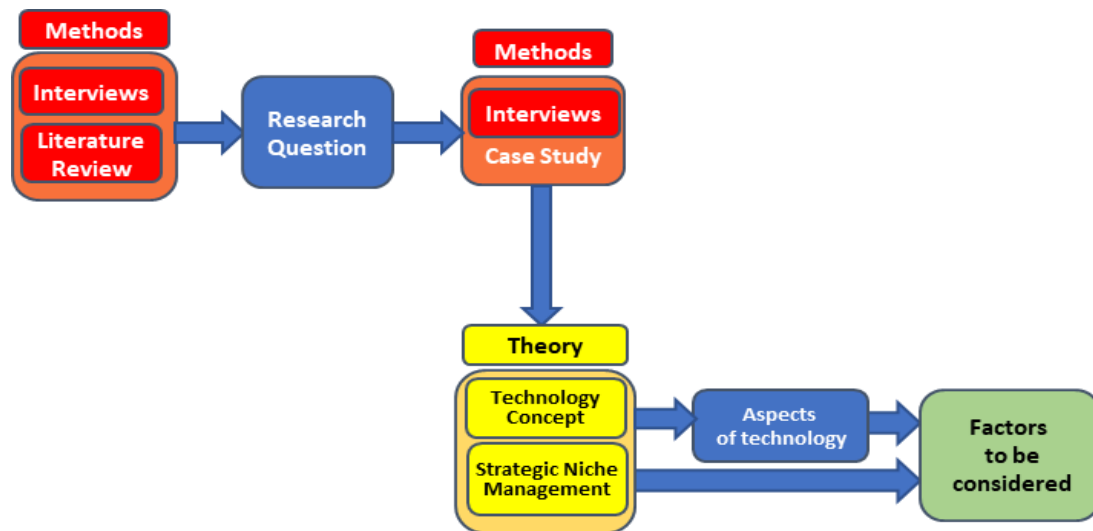 Methods
Interviews
Literature
Review
Research
Question
Methods
Interviews
Case Study
Theory
Technology
Concept
Strategic Niche
Management
Aspects
of technology
Factors
to be
considered